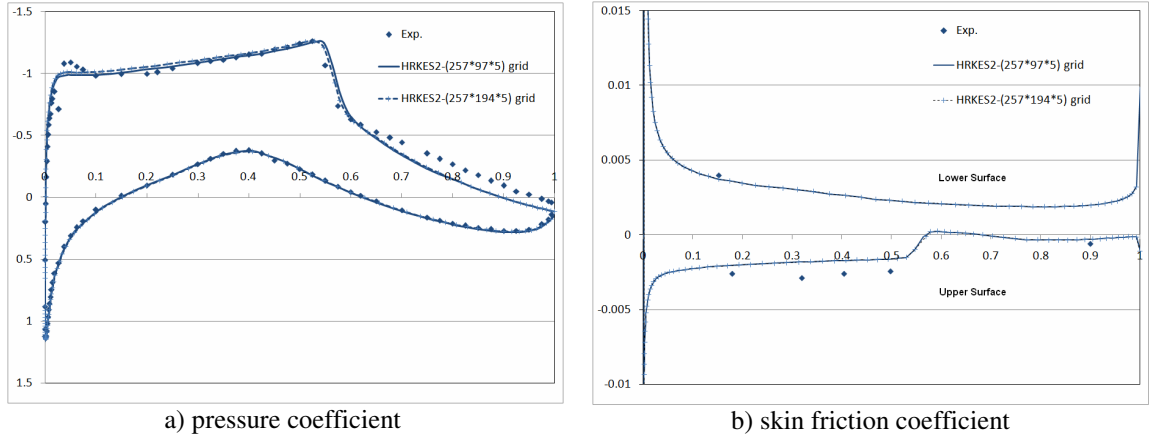 -1.5
-1
-0.5
0
0.5
1
1.5
0 0.1 0.2 0.3 0.4 0.5 0.6 0.7 0.8 0.9 1
Exp.
HRKES2-(257*97*5) grid
HRKES2-(257*194*5) grid
a) pressure coefficient
0.015
0.01
0.005
0
-0.005
-0.01
0 0.1 0.2 0.3 0.4 0.5 0.6 0.7 0.8 0.9 1
Exp.
HRKES2-(257*97*5) grid
HRKES2-(257*194*5) grid
Lower Surface
Upper Surface
b) skin friction coefficient